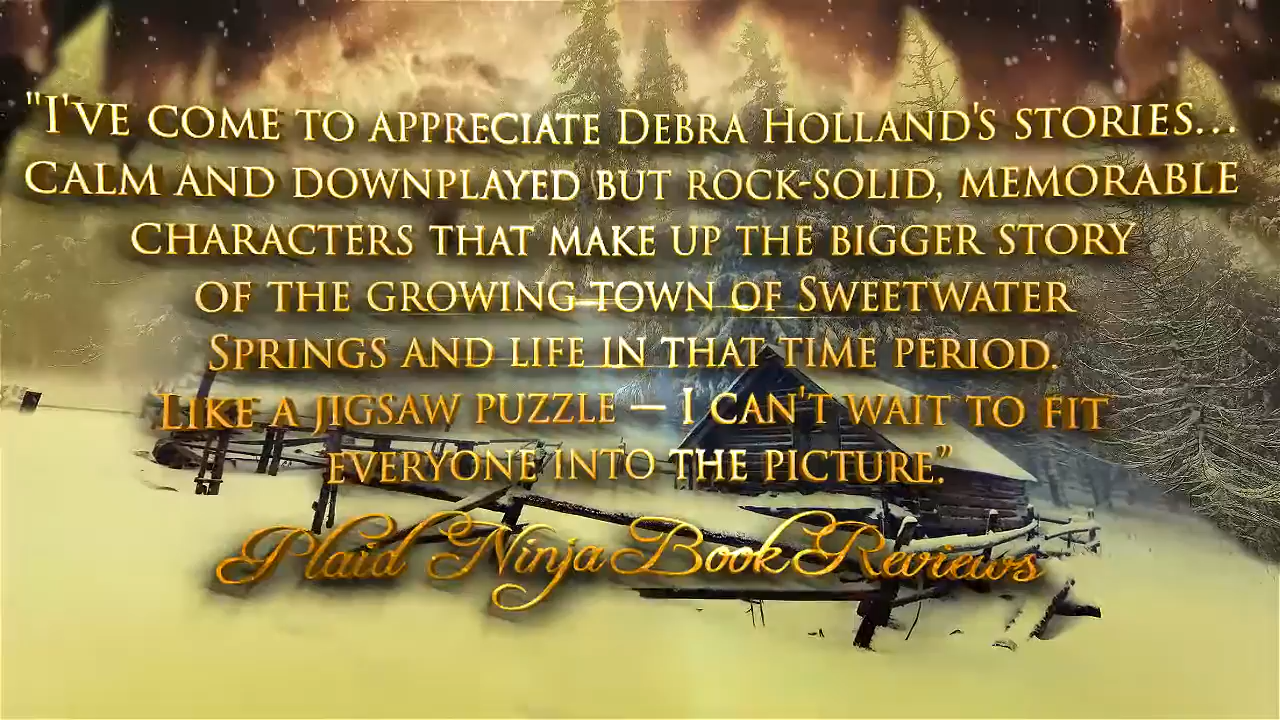 "I'VE COME TO APPRECIATE DEBRA HOLLAND'S STORIES...
CALM AND DOWNPLAYED BUT ROCK-SOLID, MEMORABLE
CHARACTERS THAT MAKE UP THE BIGGER STORY
OF THE GROWING TOWN OF SWEETWATER
SPRINGS AND LIFE IN THAT TIME PERIOD.
LIKE A JIGSAW PUZZLE – I CAN'T WAIT TO FIT
EVERYONE INTO THE PICTURE.”
Plaid Ninja Book Reviews